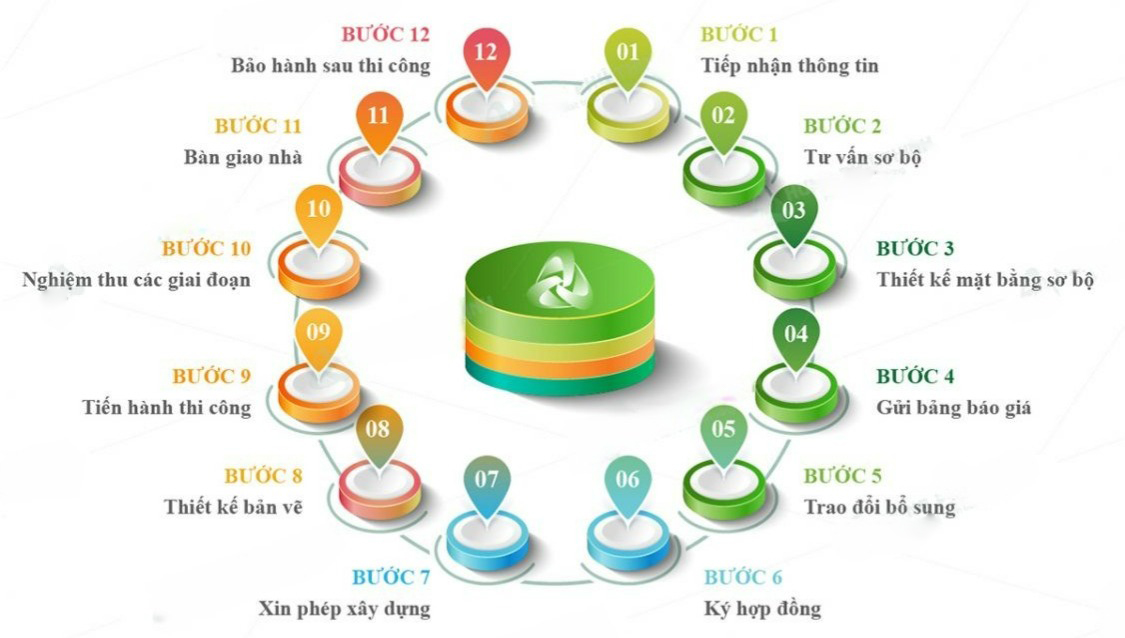 BƯỚC 1
Tiếp nhận thông tin
01
BƯỚC 2
Tư vấn sơ bộ
02
BƯỚC 3
Thiết kế mặt bằng sơ bộ
03
BƯỚC 4
Gửi bảng báo giá
04
BƯỚC 5
Trao đổi bổ sung
05
BƯỚC 6
Ký hợp đồng
06
BƯỚC 7
Xin phép xây dựng
07
BƯỚC 8
Thiết kế bản vẽ
08
BƯỚC 9
Tiến hành thi công
09
BƯỚC 10
Nghiệm thu các giai đoạn
10
BƯỚC 11
Bàn giao nhà
11
BƯỚC 12
Bảo hành sau thi công
12